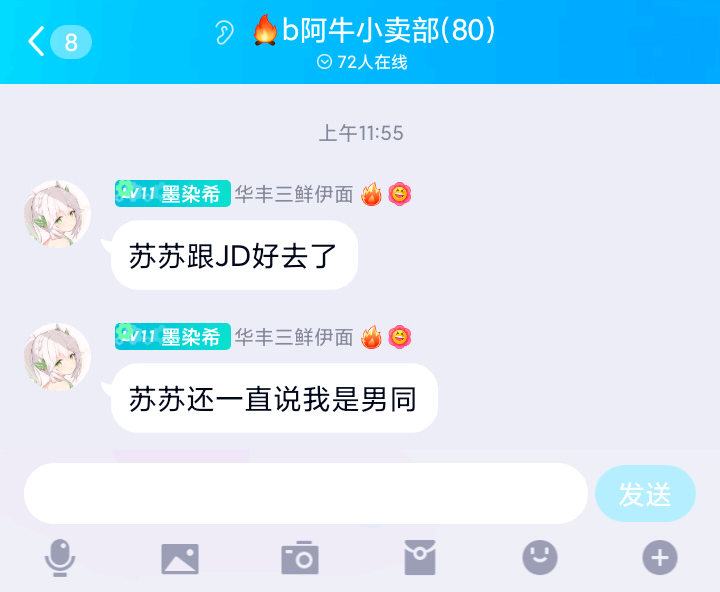 8
🔥b阿牛小卖部(80)
72人在线
上午11:55
LV11 墨染希 华丰三鲜伊面
苏苏跟JD好去了
LV11 墨染希 华丰三鲜伊面
苏苏还一直说我是男同
发送